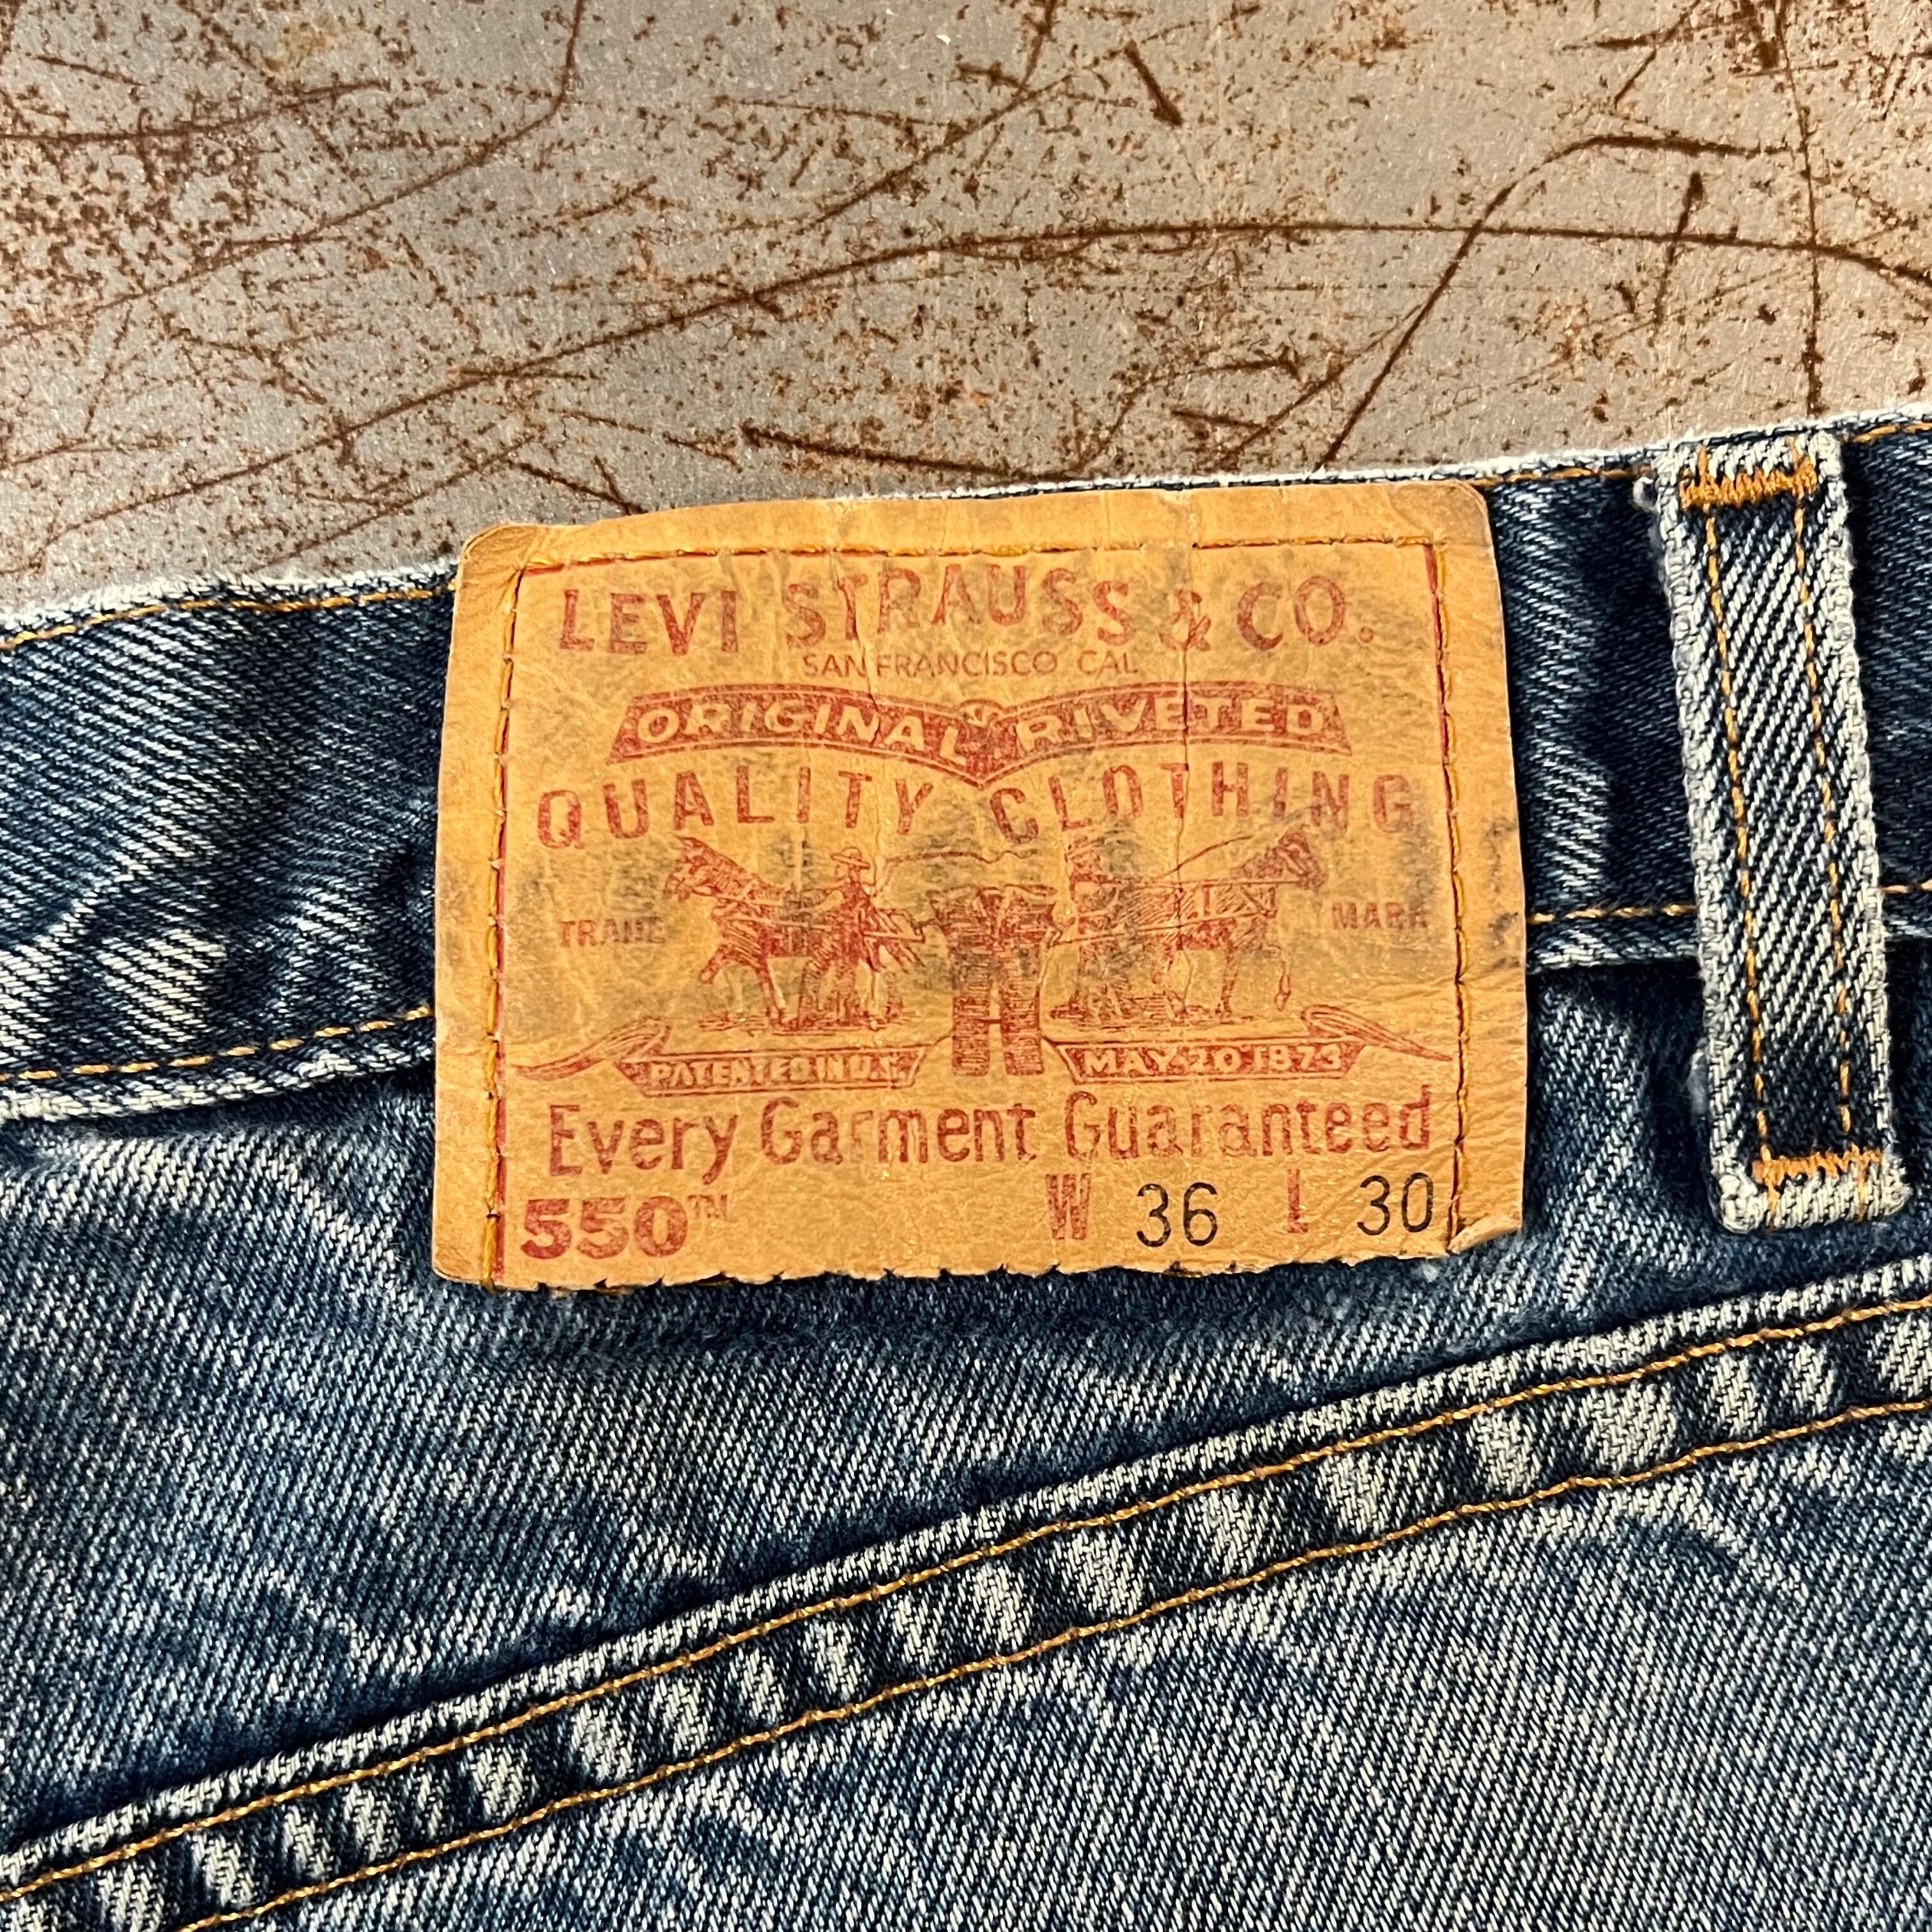 LEVI STRAUSS & CO.
SAN FRANCISCO CAL
ORIGINAL RIVETED
QUALITY CLOTHING
TRADE MARK
PATENTED IN U.S. MAY 20 1873
Every Garment Guaranteed
550™ W 36 L 30